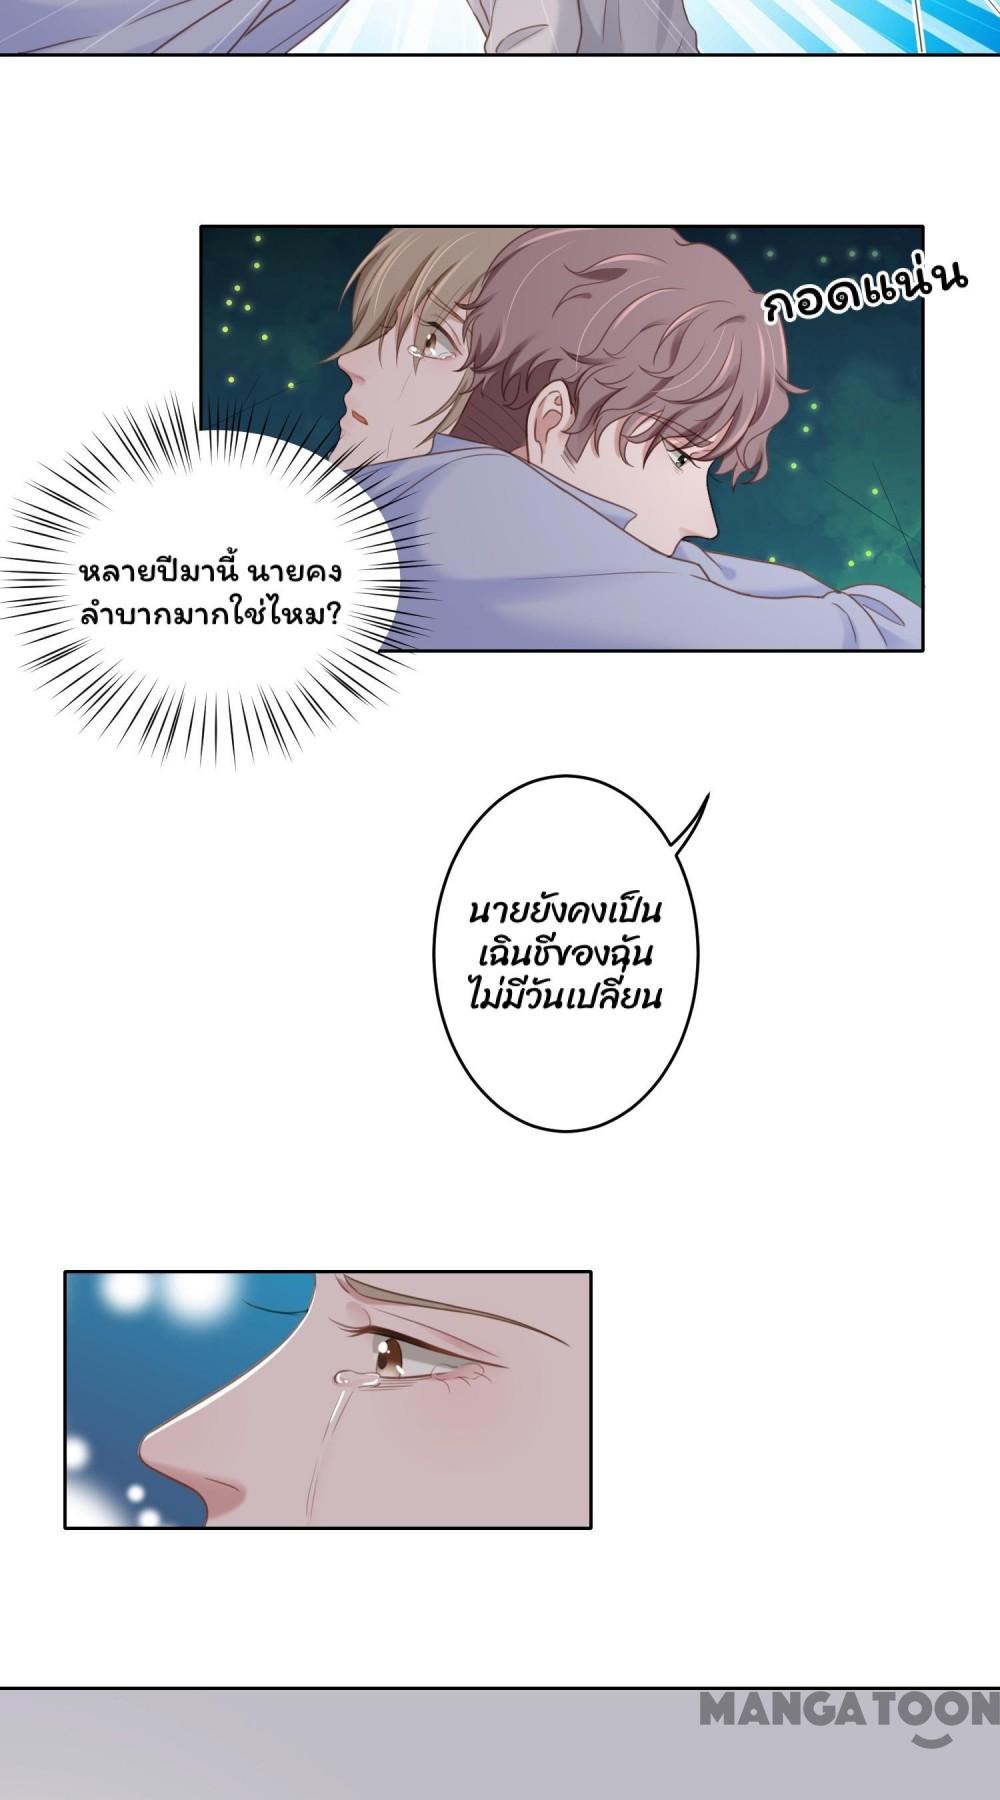 กอดแน่น
หลายปีมานี้ นายคง
ลำบากมากใช่ไหม?
นายยังคงเป็น
เฉินชีของฉัน
ไม่มีวันเปลี่ยน
MANGATOON